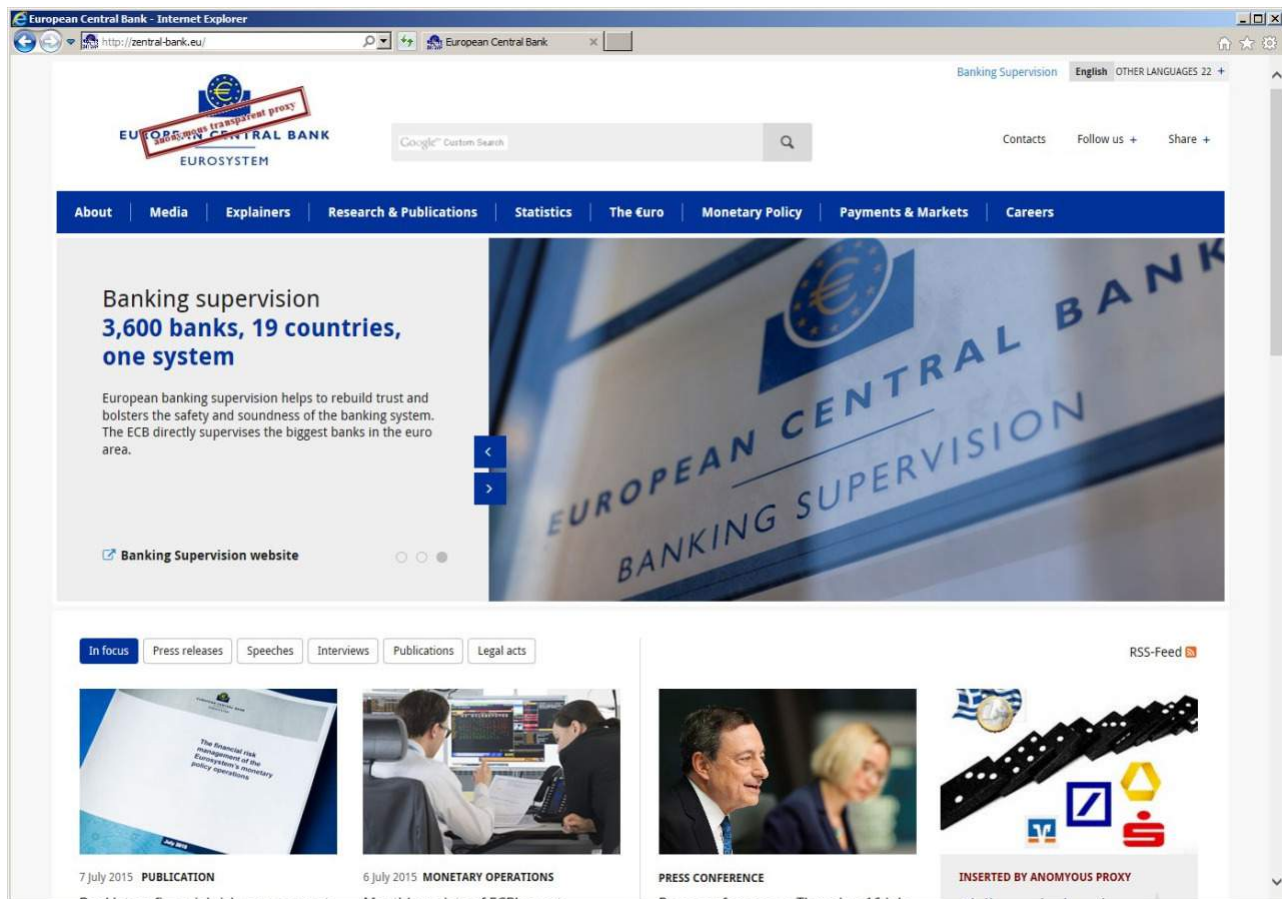 European Central Bank - Internet Explorer
http://zentral-bank.eu/
European Central Bank
Banking Supervision
English OTHER LANGUAGES 22 +
anonymous transparent proxy
EUROPEAN CENTRAL BANK
EUROSYSTEM
Google™ Custom Search
Contacts Follow us + Share +
About Media Explainers Research & Publications Statistics The €uro Monetary Policy Payments & Markets Careers
Banking supervision
3,600 banks, 19 countries,
one system
European banking supervision helps to rebuild trust and
bolsters the safety and soundness of the banking system.
The ECB directly supervises the biggest banks in the euro
area.
Banking Supervision website
EUROPEAN CENTRAL BANK
BANKING SUPERVISION
In focus Press releases Speeches Interviews Publications Legal acts
RSS-Feed
The financial risk
management of the
Eurosystem's monetary
policy operations
July 2015
7 July 2015 PUBLICATION
6 July 2015 MONETARY OPERATIONS
PRESS CONFERENCE
INSERTED BY ANOMYOUS PROXY